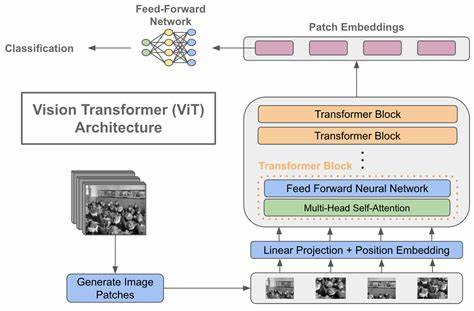 Feed-Forward
Network
Patch Embeddings
Classification
Vision Transformer (ViT)
Architecture
Transformer Block
Transformer Block
Transformer Block
Feed Forward Neural Network
Multi-Head Self-Attention
Linear Projection + Position Embedding
Generate Image
Patches